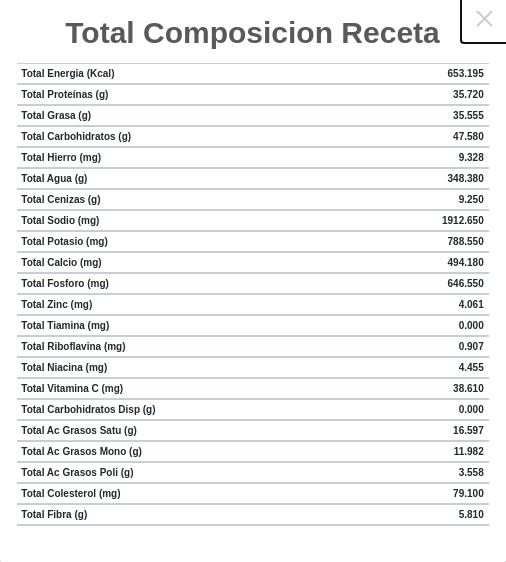 Total Composicion Receta
Total Energia (Kcal) 653.195
Total Proteínas (g) 35.720
Total Grasa (g) 35.555
Total Carbohidratos (g) 47.580
Total Hierro (mg) 9.328
Total Agua (g) 348.380
Total Cenizas (g) 9.250
Total Sodio (mg) 1912.650
Total Potasio (mg) 788.550
Total Calcio (mg) 494.180
Total Fosforo (mg) 646.550
Total Zinc (mg) 4.061
Total Tiamina (mg) 0.000
Total Riboflavina (mg) 0.907
Total Niacina (mg) 4.455
Total Vitamina C (mg) 38.610
Total Carbohidratos Disp (g) 0.000
Total Ac Grasos Satu (g) 16.597
Total Ac Grasos Mono (g) 11.982
Total Ac Grasos Poli (g) 3.558
Total Colesterol (mg) 79.100
Total Fibra (g) 5.810